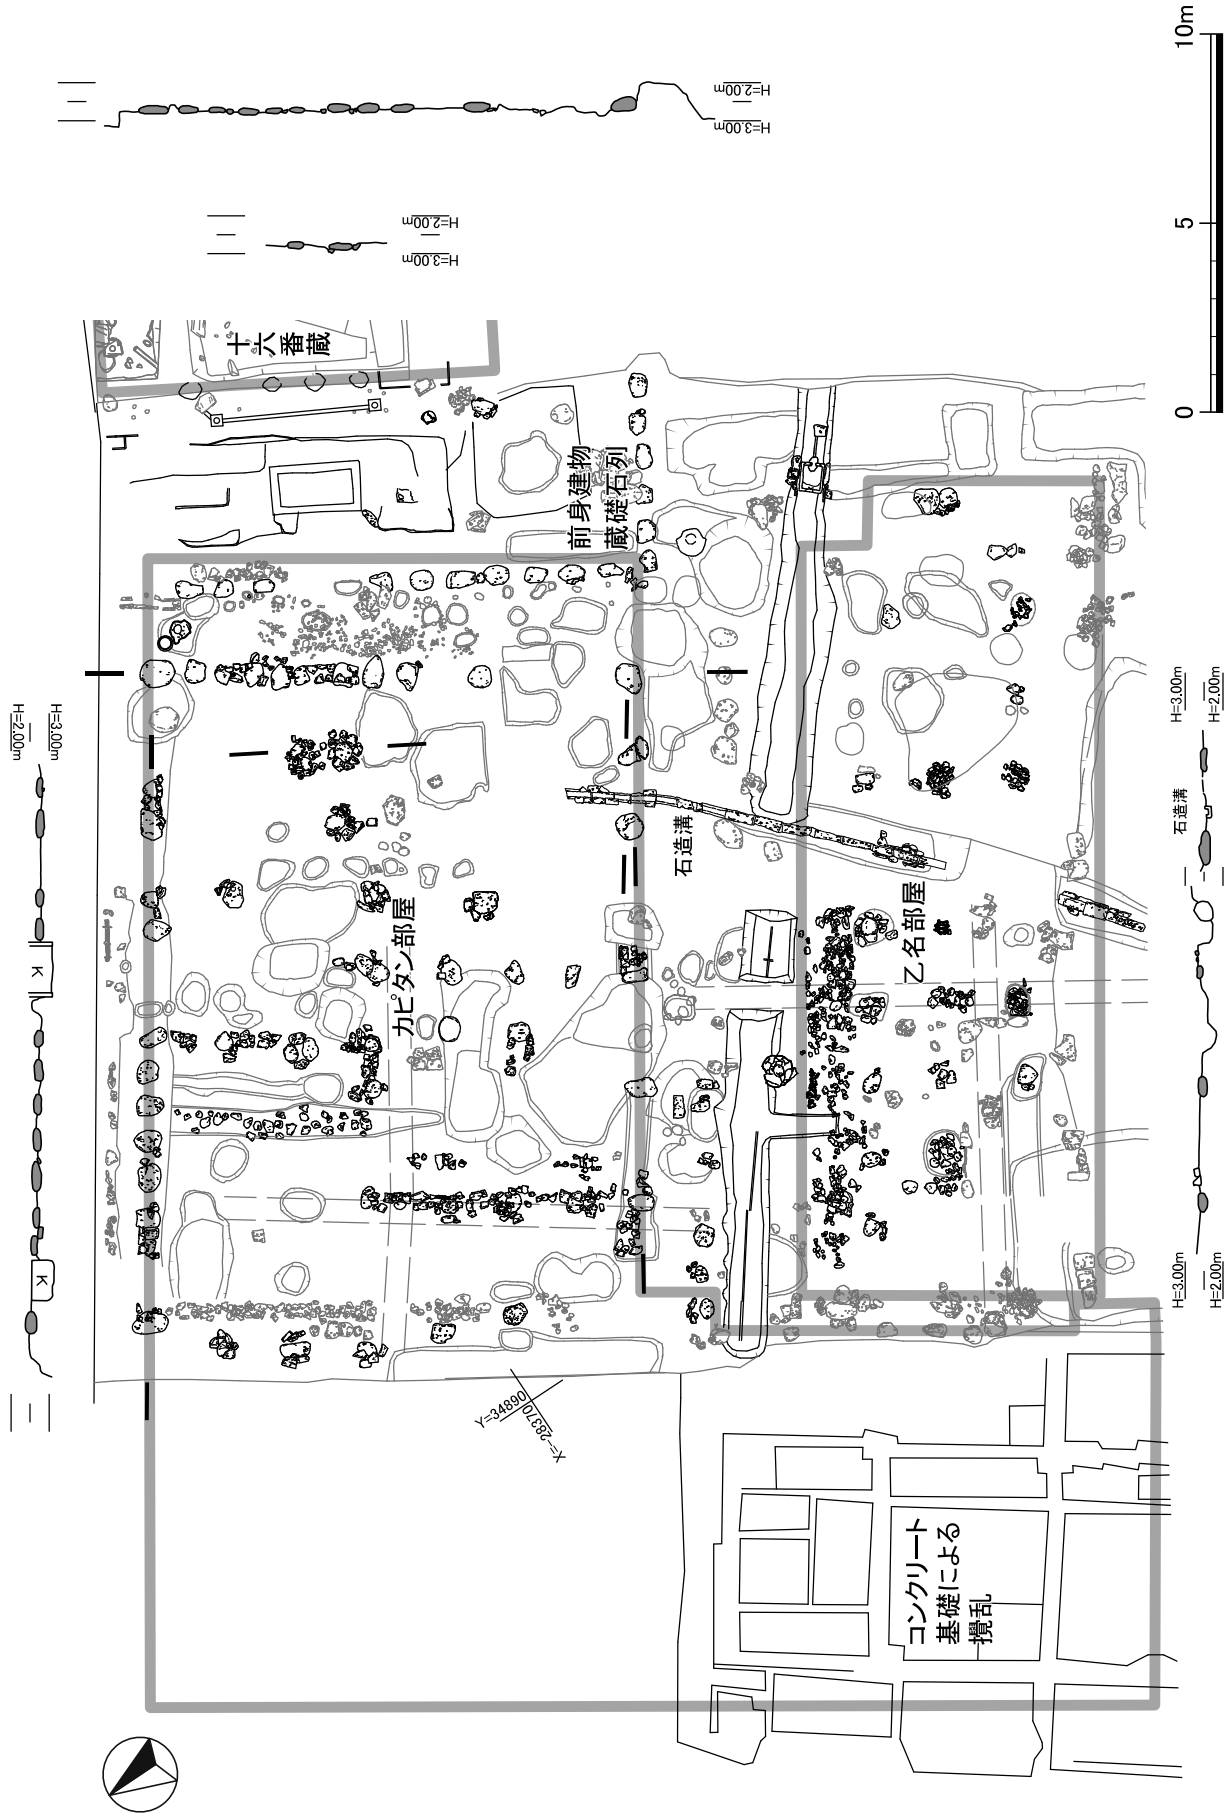 10m
5
0
H=2.00m
H=3.00m
H=2.00m
H=3.00m
十六番蔵
前身建物
蔵礎石列
H=2.00m
H=3.00m
K
K
カピタン部屋
石造溝
乙名部屋
H=3.00m
H=2.00m
石造溝
H=3.00m
H=2.00m
Y=34890
X=-28370
コンクリート
基礎による
攪乱